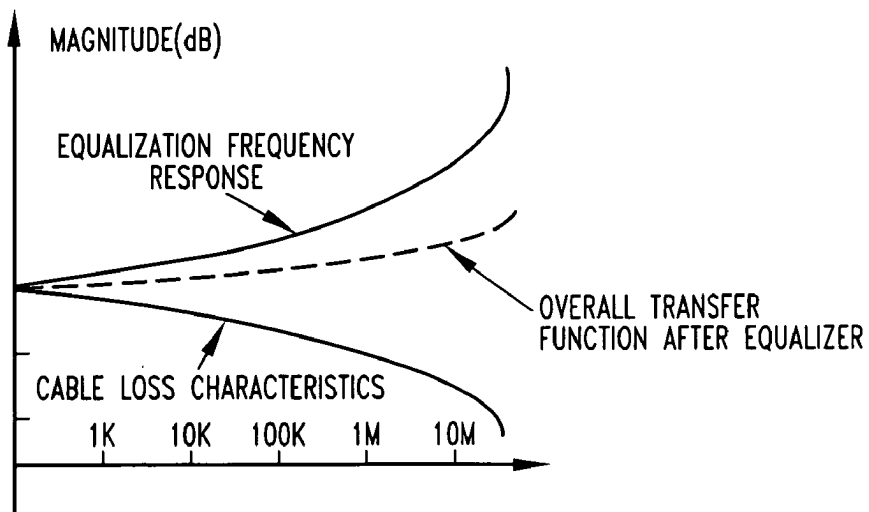 MAGNITUDE(dB)
EQUALIZATION FREQUENCY
RESPONSE
OVERALL TRANSFER
FUNCTION AFTER EQUALIZER
CABLE LOSS CHARACTERISTICS
1K 10K 100K 1M 10M